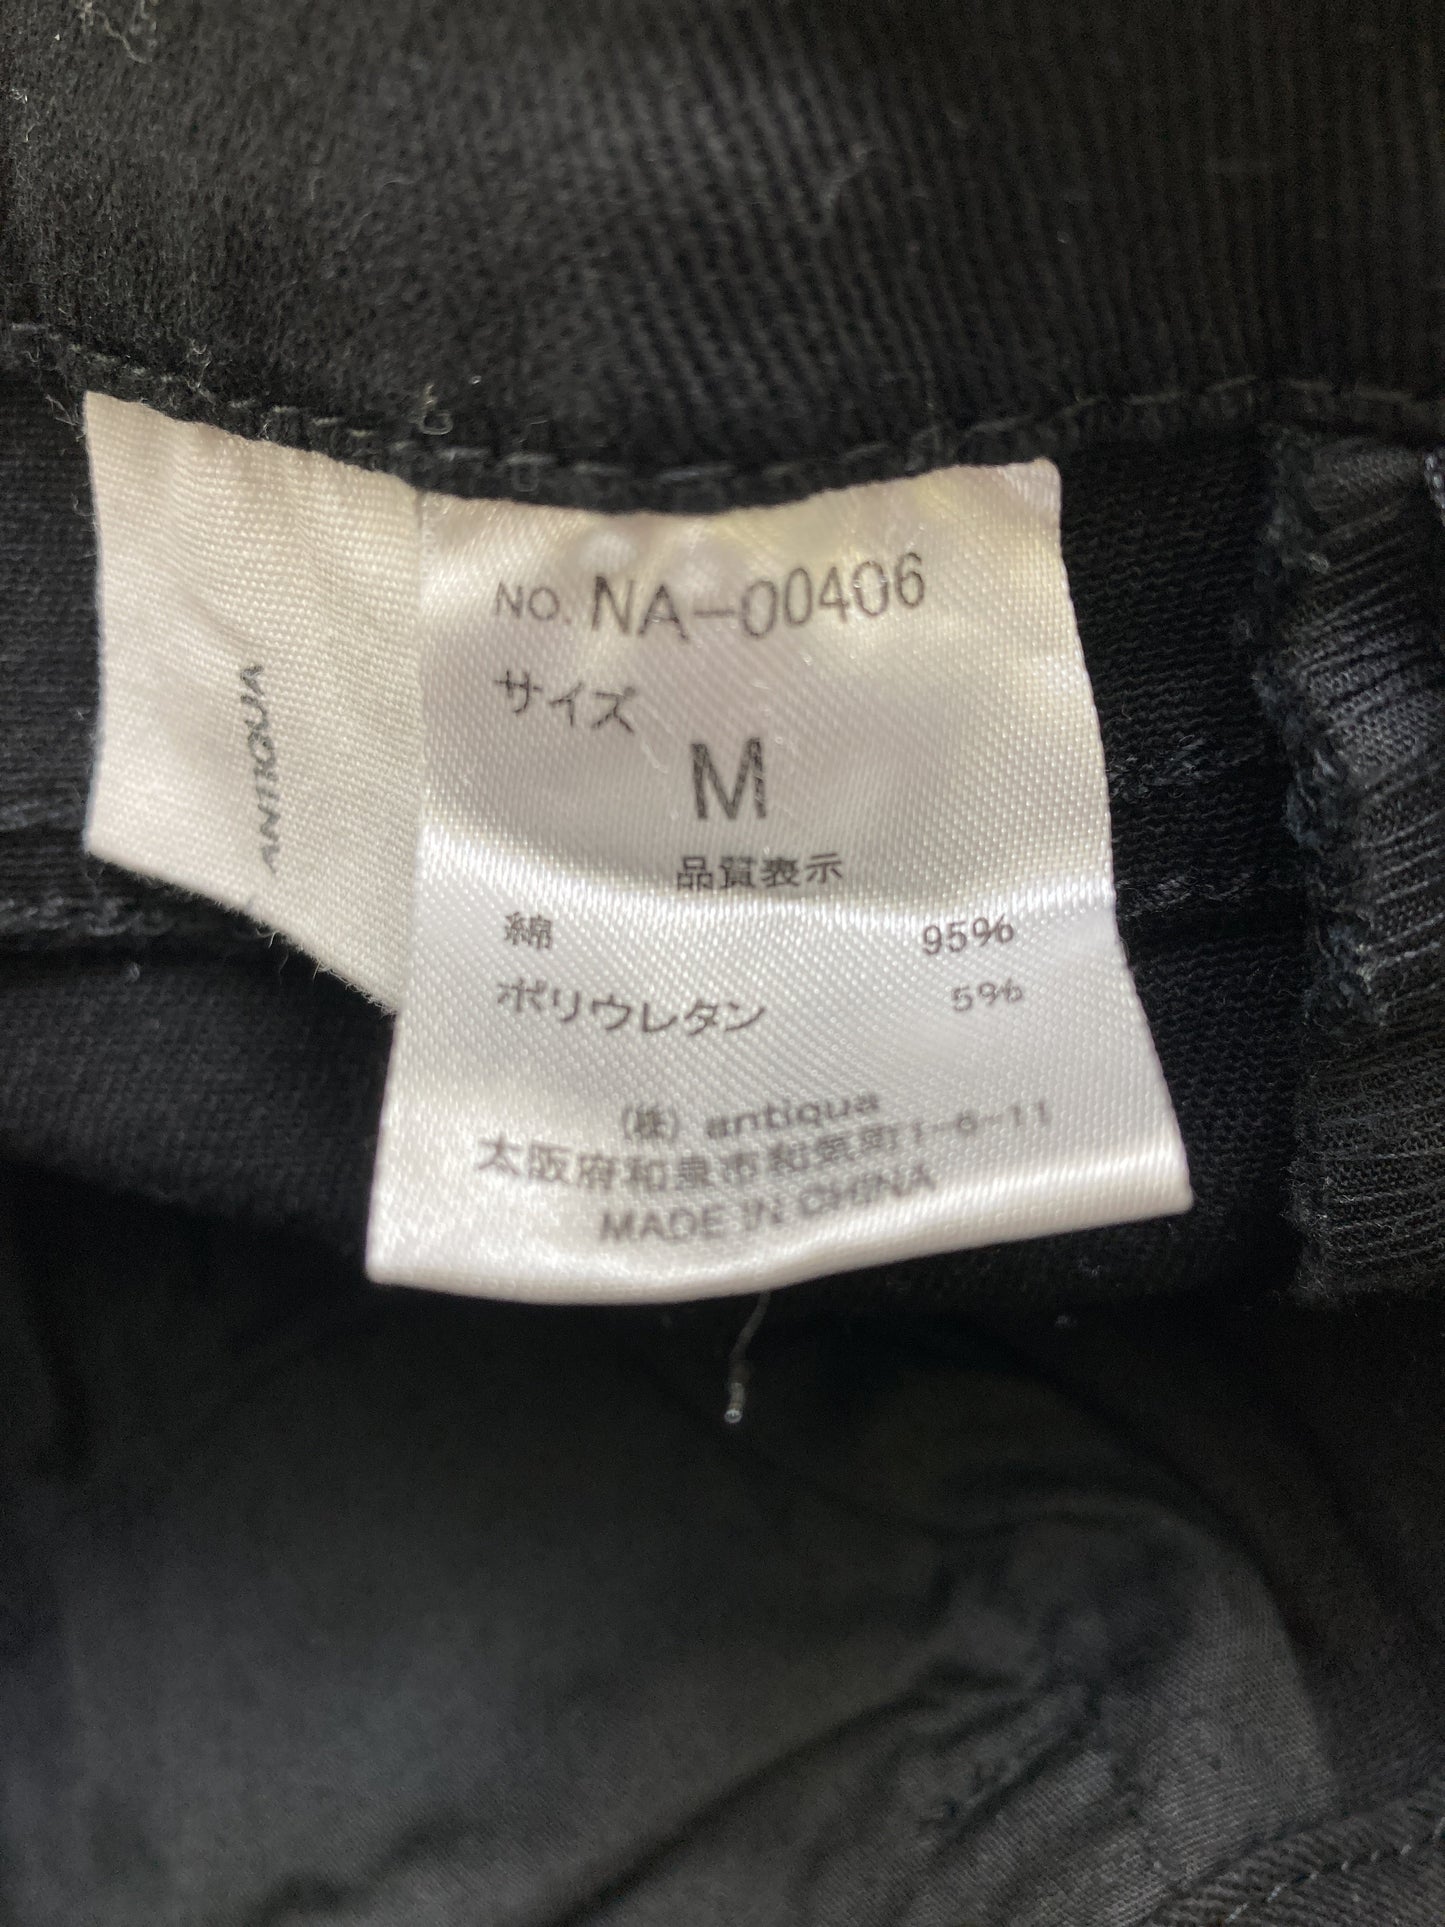 ANTIQUA
NO. NA-00406
サイズ
M
品質表示
綿 95%
ポリウレタン 5%
(株) antiqua
大阪府和泉市和気町1-6-11
MADE IN CHINA